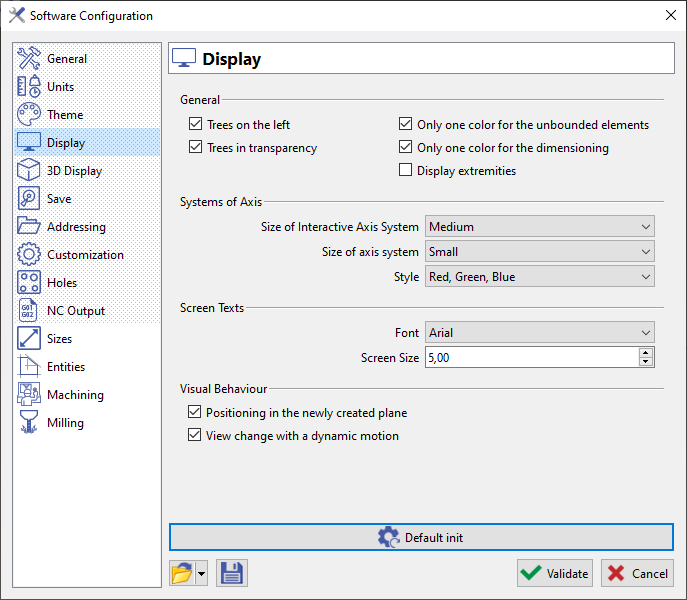 Software Configuration
General
Units
Theme
Display
3D Display
Save
Addressing
Customization
Holes
G01
G02
NC Output
Sizes
Entities
Machining
Milling
Display
General
Trees on the left
Only one color for the unbounded elements
Trees in transparency
Only one color for the dimensioning
Display extremities
Systems of Axis
Size of Interactive Axis System Medium
Size of axis system Small
Style Red, Green, Blue
Screen Texts
Font Arial
Screen Size 5,00
Visual Behaviour
Positioning in the newly created plane
View change with a dynamic motion
Default init
Validate
Cancel